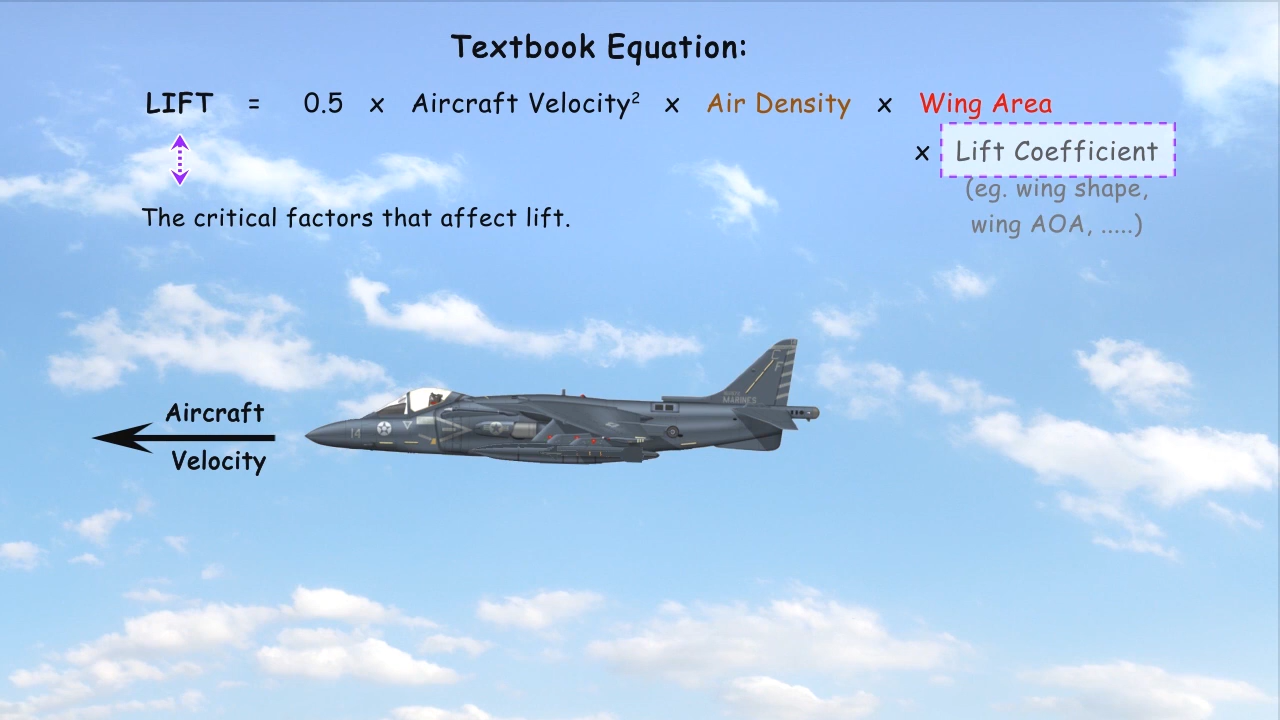 Textbook Equation:
LIFT = 0.5 x Aircraft Velocity² x Air Density x Wing Area
x Lift Coefficient
(eg. wing shape,
wing AOA, .....)
The critical factors that affect lift.
Aircraft
Velocity
14
MARINES